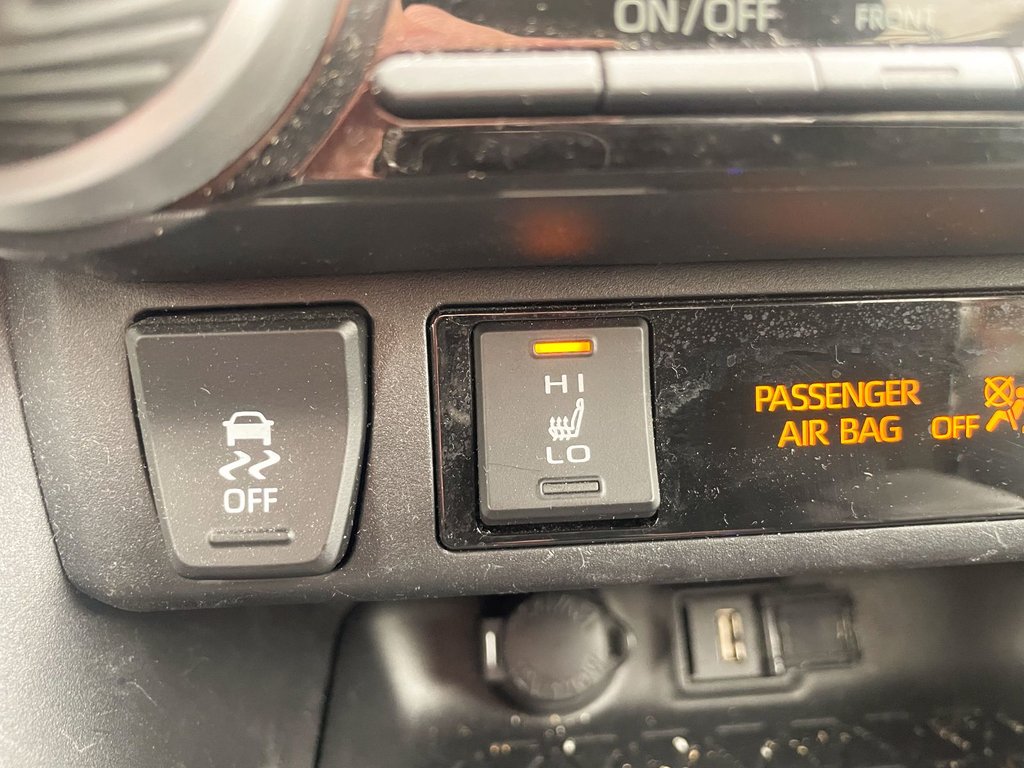 ON/OFF
FRONT
OFF
HI
LO
PASSENGER
AIR BAG OFF